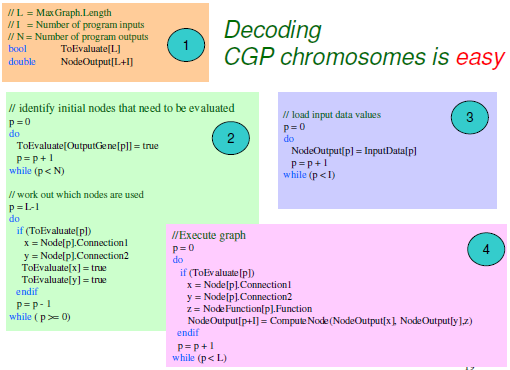 // L = MaxGraph.Length
// I = Number of program inputs
// N = Number of program outputs
bool ToEvaluate[L]
double NodeOutput[L+I]
1
Decoding
CGP chromosomes is easy
// identify initial nodes that need to be evaluated
p = 0
do
ToEvaluate[OutputGene[p]] = true
p = p + 1
while (p < N)
// work out which nodes are used
p = L-1
do
if (ToEvaluate[p])
x = Node[p].Connection1
y = Node[p].Connection2
ToEvaluate[x] = true
ToEvaluate[y] = true
endif
p = p - 1
while ( p >= 0)
2
// load input data values
p = 0
do
NodeOutput[p] = InputData[p]
p = p + 1
while (p < I)
3
//Execute graph
p = 0
do
if (ToEvaluate[p])
x = Node[p].Connection1
y = Node[p].Connection2
z = NodeFunction[p].Function
NodeOutput[p+I] = ComputeNode(NodeOutput[x], NodeOutput[y],z)
endif
p = p + 1
while (p < L)
4